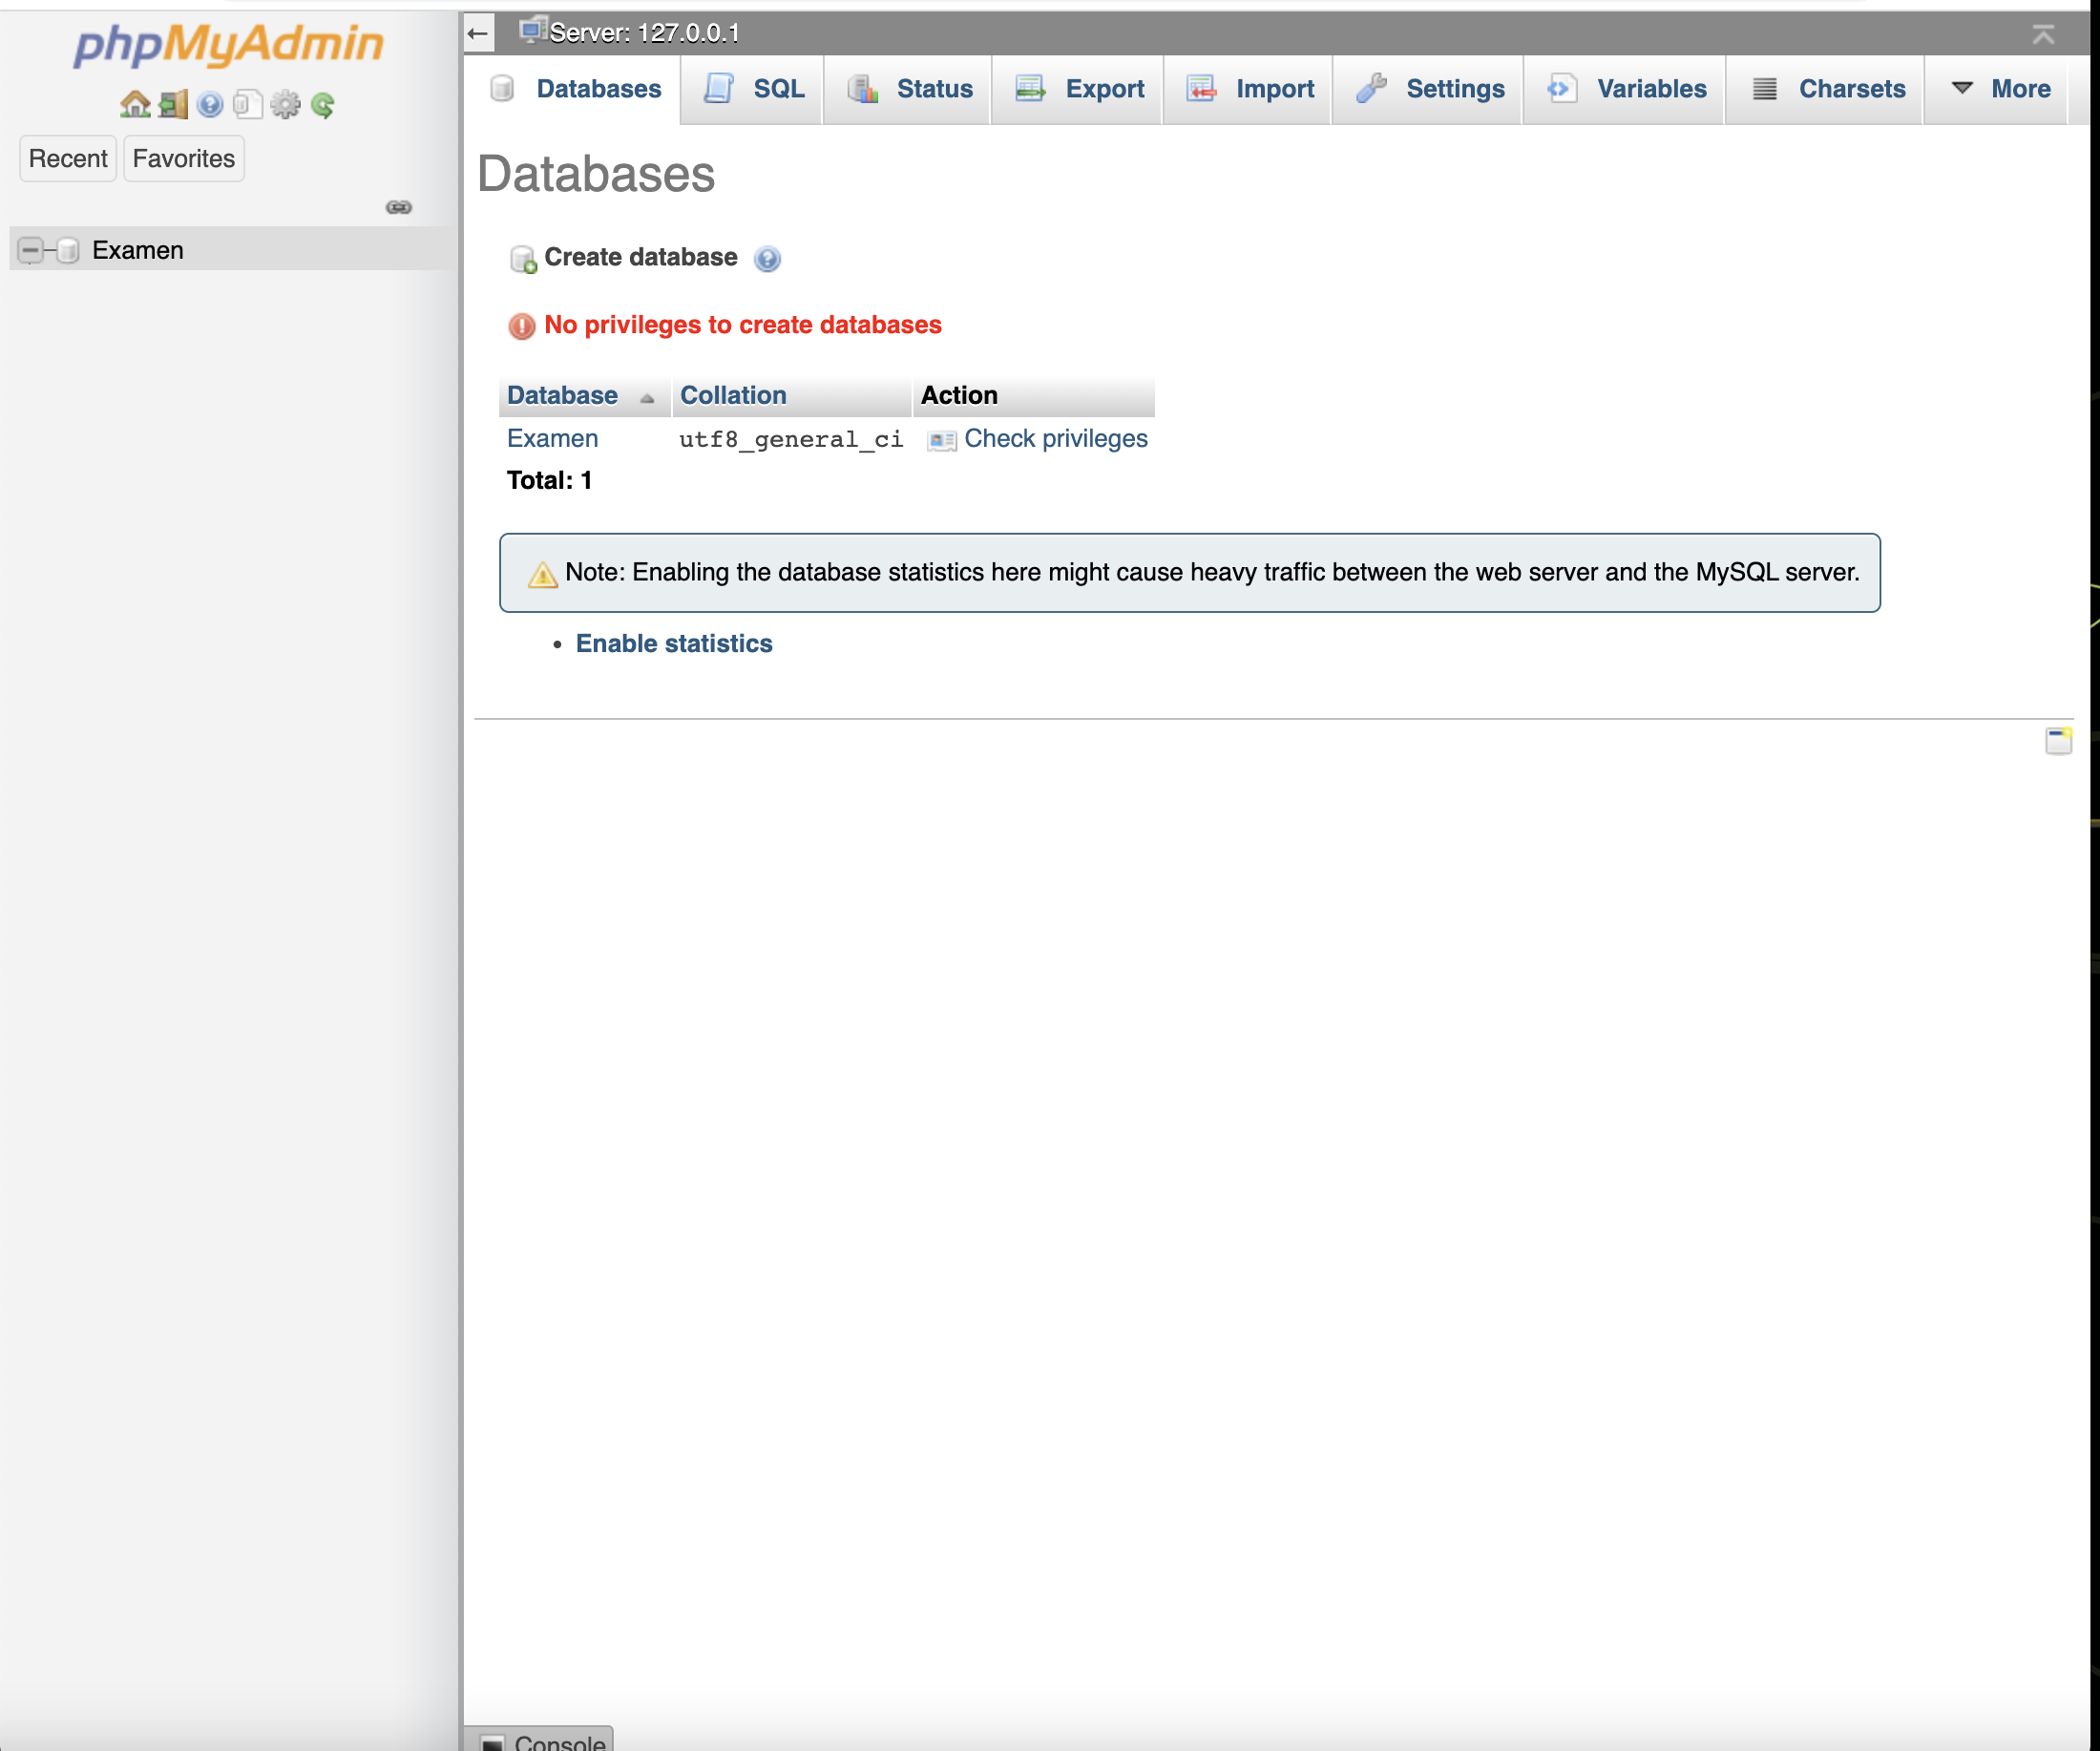 phpMyAdmin
Recent Favorites
Examen
Server: 127.0.0.1
Databases SQL Status Export Import Settings Variables Charsets More
Databases
Create database
No privileges to create databases
Database Collation Action
Examen utf8_general_ci Check privileges
Total: 1
Note: Enabling the database statistics here might cause heavy traffic between the web server and the MySQL server.
Enable statistics
Console